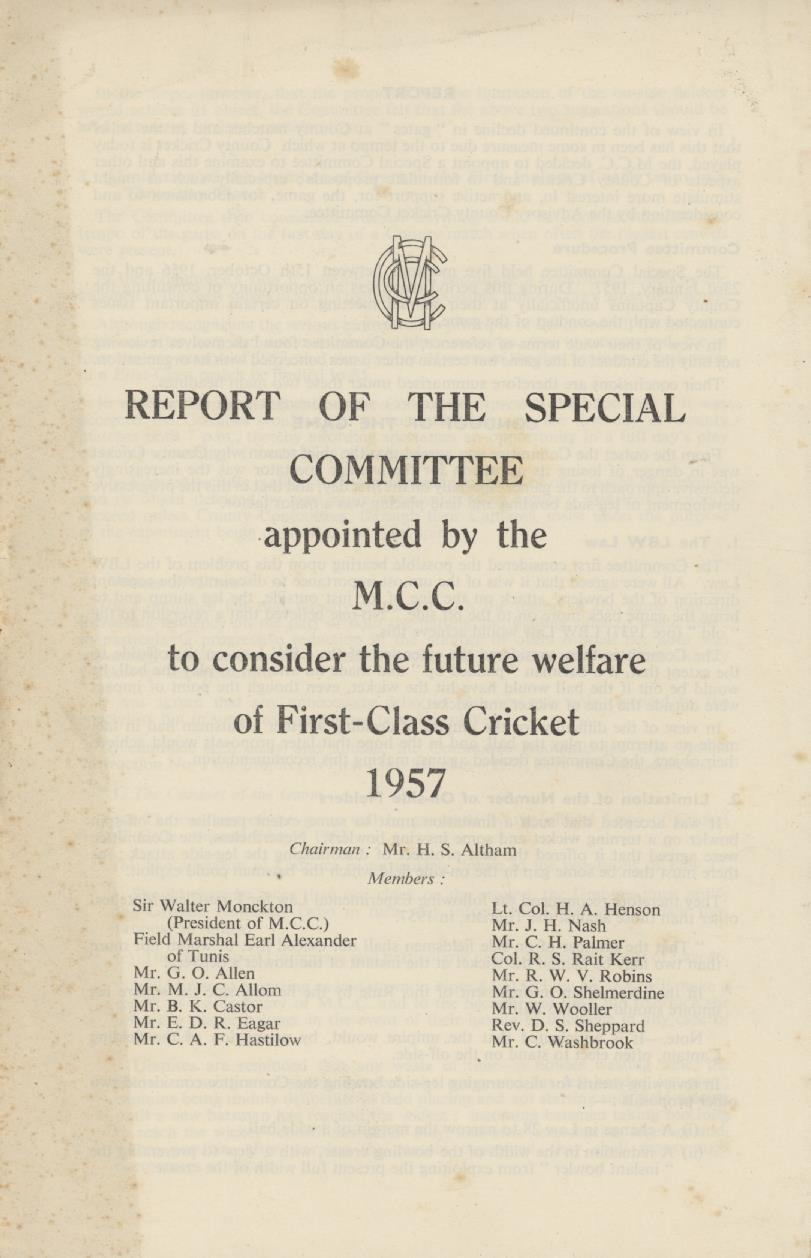 MCC
REPORT OF THE SPECIAL
COMMITTEE
appointed by the
M.C.C.
to consider the future welfare
of First-Class Cricket
1957
Chairman : Mr. H. S. Altham
Members :
Sir Walter Monckton
(President of M.C.C.)
Field Marshal Earl Alexander
of Tunis
Mr. G. O. Allen
Mr. M. J. C. Allom
Mr. B. K. Castor
Mr. E. D. R. Eagar
Mr. C. A. F. Hastilow
Lt. Col. H. A. Henson
Mr. J. H. Nash
Mr. C. H. Palmer
Col. R. S. Rait Kerr
Mr. R. W. V. Robins
Mr. G. O. Shelmerdine
Mr. W. Wooller
Rev. D. S. Sheppard
Mr. C. Washbrook